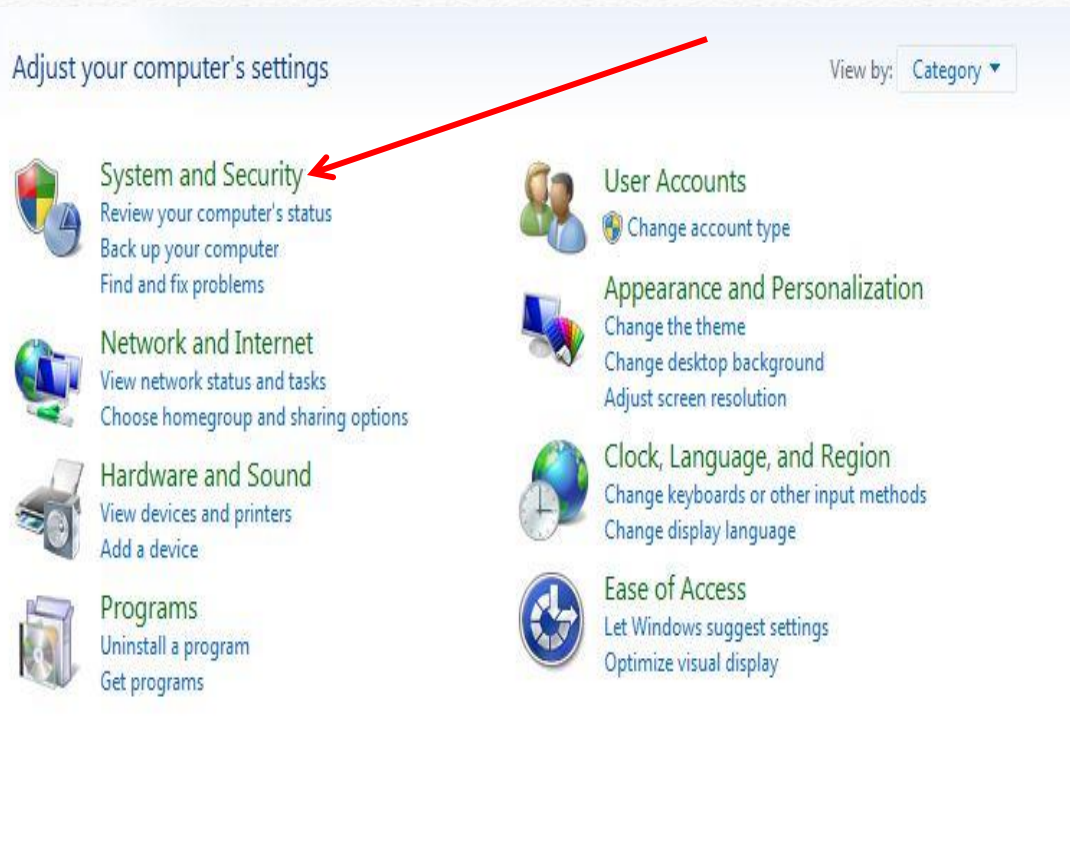 Adjust your computer's settings
View by: Category
System and Security
Review your computer's status
Back up your computer
Find and fix problems
Network and Internet
View network status and tasks
Choose homegroup and sharing options
Hardware and Sound
View devices and printers
Add a device
Programs
Uninstall a program
Get programs
User Accounts
Change account type
Appearance and Personalization
Change the theme
Change desktop background
Adjust screen resolution
Clock, Language, and Region
Change keyboards or other input methods
Change display language
Ease of Access
Let Windows suggest settings
Optimize visual display